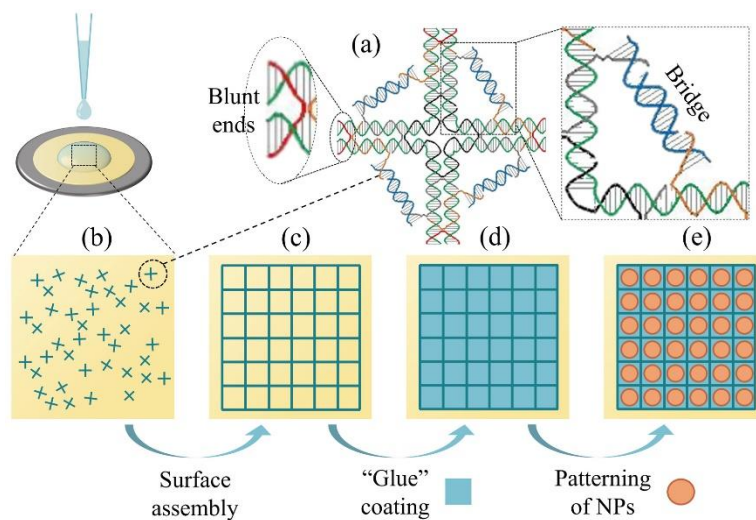 (a)
Blunt
ends
Bridge
(b)
(c)
(d)
(e)
Surface
assembly
“Glue”
coating
Patterning
of NPs